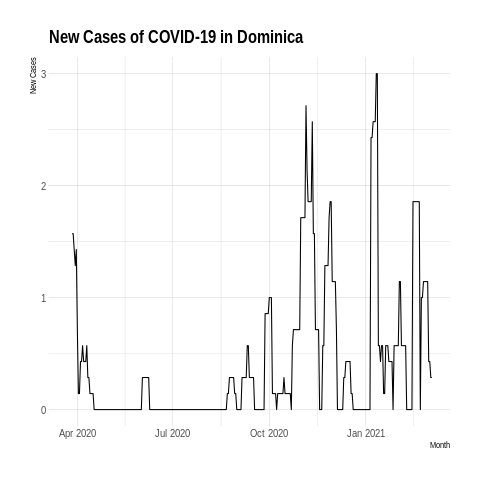 New Cases of COVID-19 in Dominica
New Cases
3
2
1
0
Apr 2020 Jul 2020 Oct 2020 Jan 2021
Month